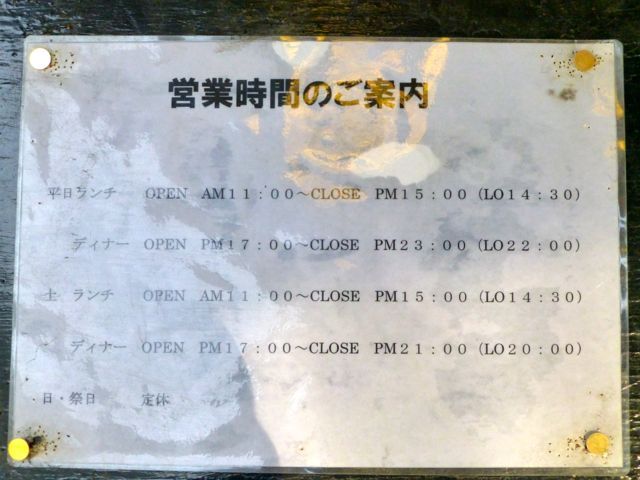 営業時間のご案内
平日ランチ OPEN AM11:00～CLOSE PM15:00(LO14:30)
ディナー OPEN PM17:00～CLOSE PM23:00(LO22:00)
土 ランチ OPEN AM11:00～CLOSE PM15:00(LO14:30)
ディナー OPEN PM17:00～CLOSE PM21:00(LO20:00)
日・祭日 定休